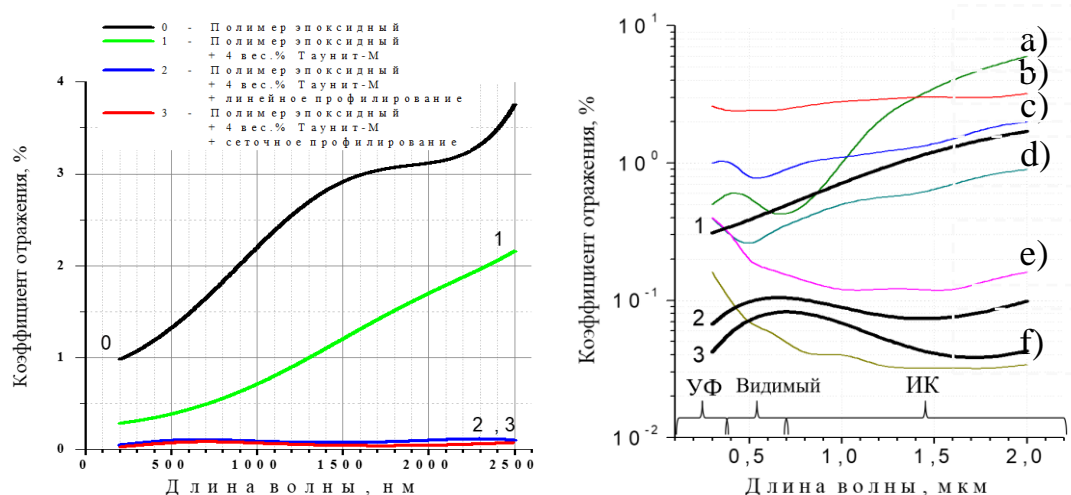 0 - Полимер эпоксидный
1 - Полимер эпоксидный
+ 4 вес.% Таунит-М
2 - Полимер эпоксидный
+ 4 вес.% Таунит-М
+ линейное профилирование
3 - Полимер эпоксидный
+ 4 вес.% Таунит-М
+ сеточное профилирование
Коэффициент отражения, %
4
3
2
1
0
0
1
2 , 3
0 500 1000 1500 2000 2500
Длина волны, нм
Коэффициент отражения, %
10¹
10⁰
10⁻¹
10⁻²
a)
b)
c)
d)
e)
f)
1
2
3
УФ Видимый ИК
0,5 1,0 1,5 2,0
Длина волны, мкм